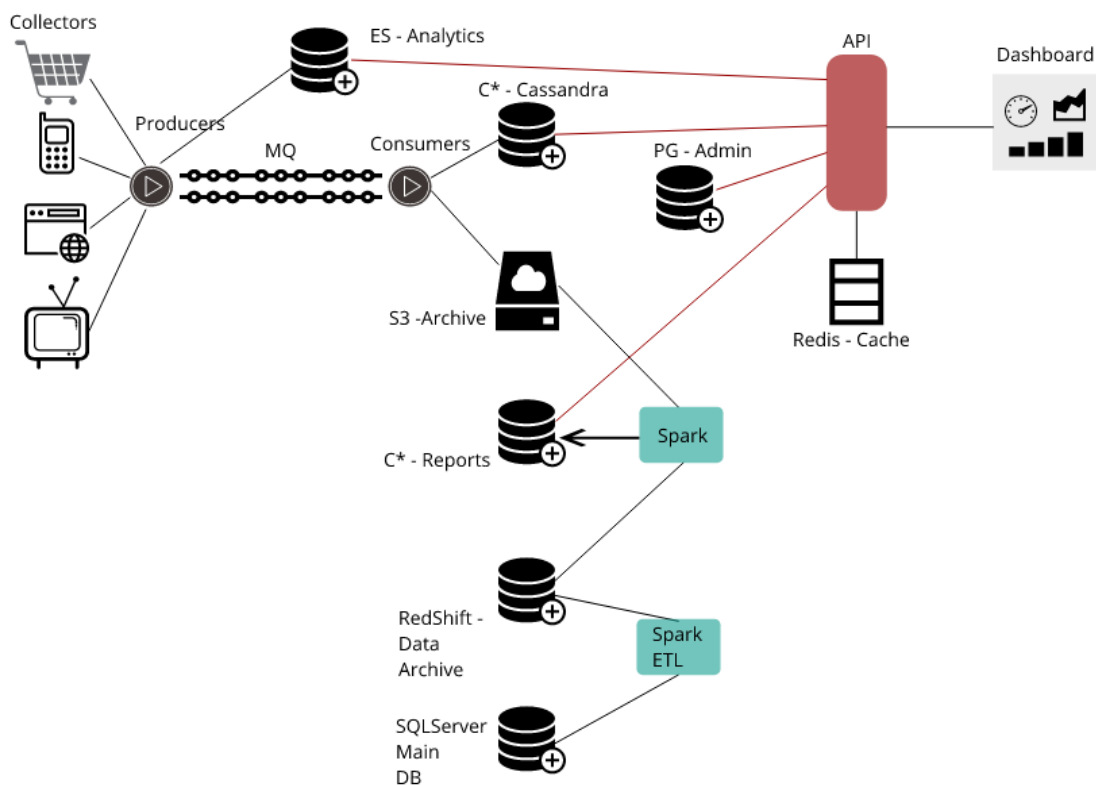 Collectors
ES - Analytics
API
Dashboard
C* - Cassandra
Producers
MQ
Consumers
PG - Admin
S3 -Archive
Redis - Cache
Spark
C* - Reports
RedShift -
Data
Archive
Spark
ETL
SQLServer
Main
DB